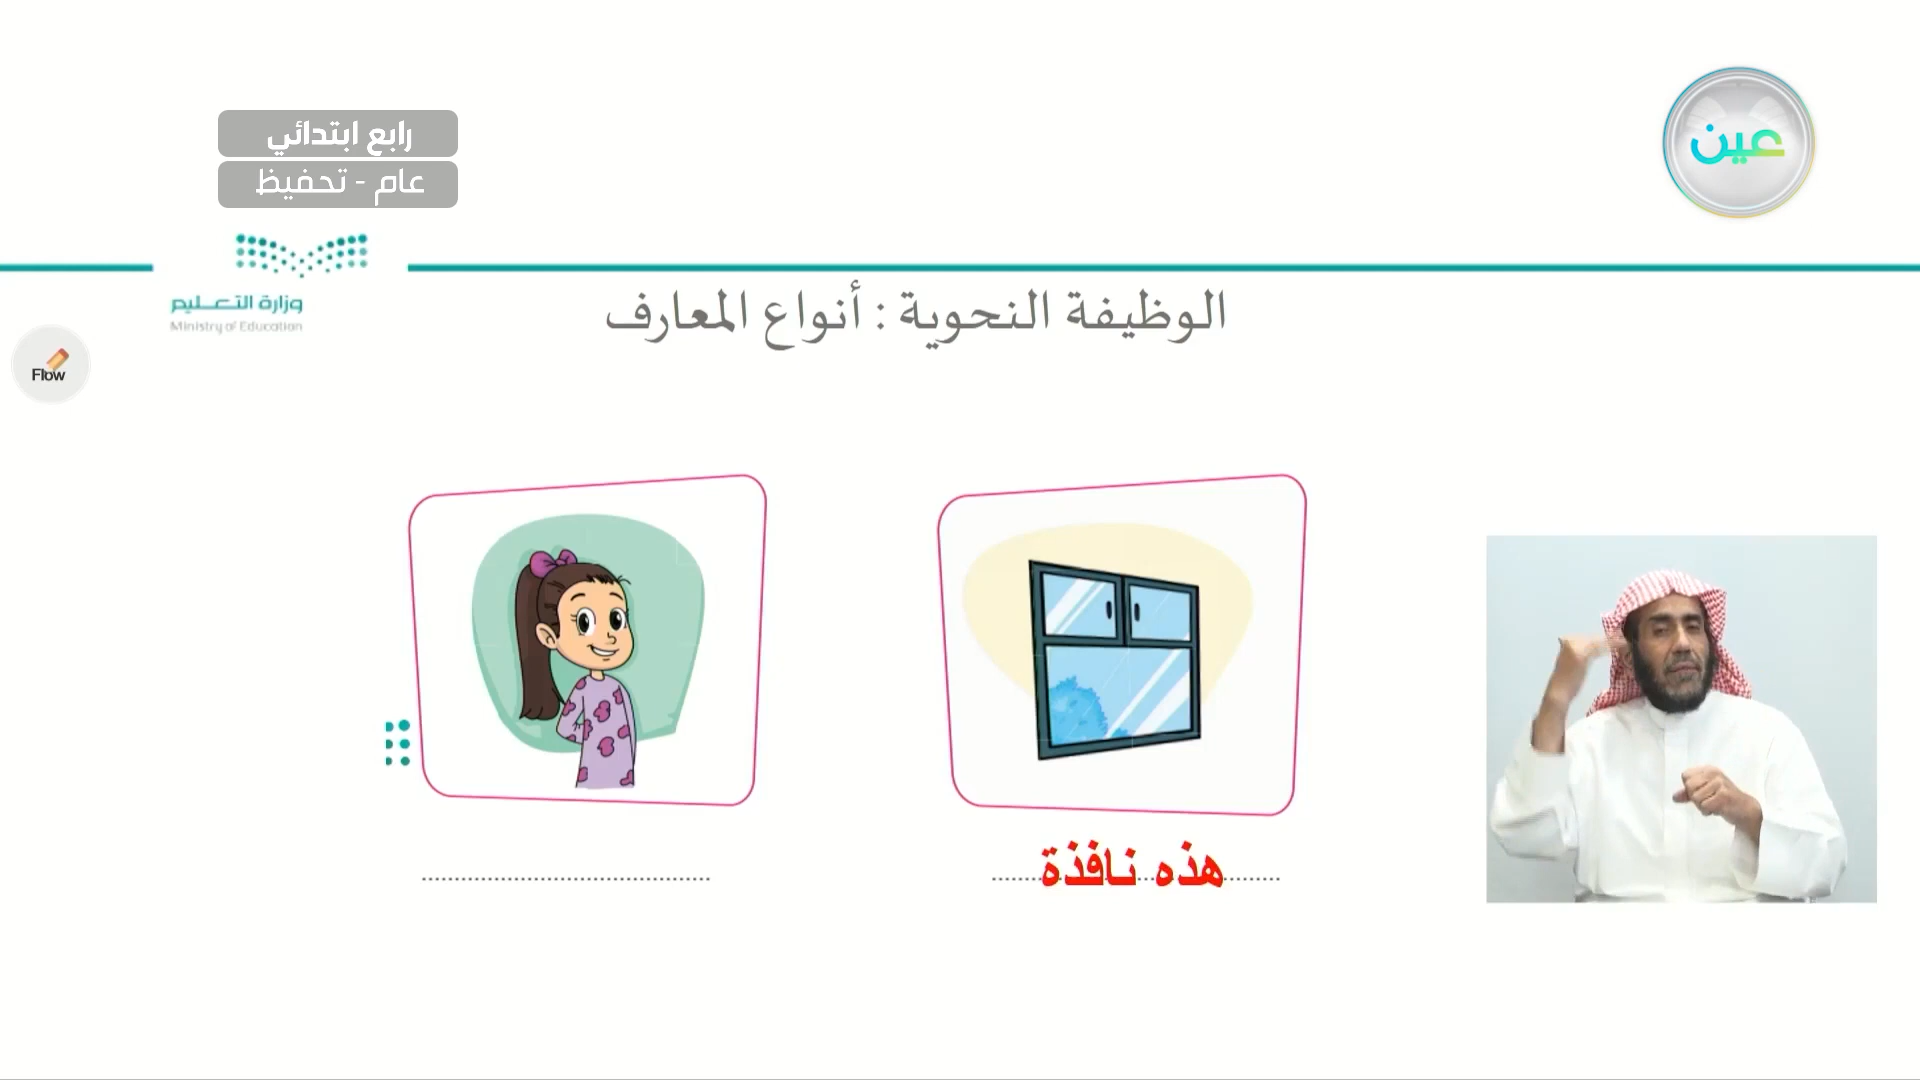 رابع ابتدائي
عام - تحفيظ
عين
وزارة التعليم
Ministry of Education
الوظيفة النحوية : أنواع المعارف
Flow
هذه نافذة